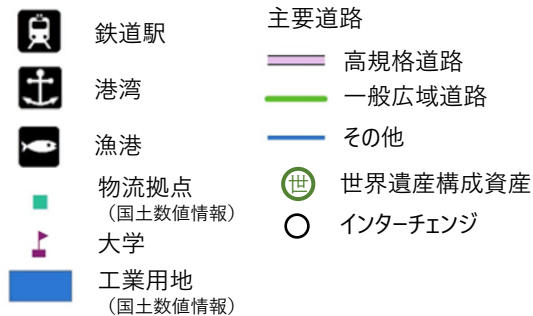 鉄道駅
港湾
漁港
物流拠点
（国土数値情報）
大学
工業用地
（国土数値情報）
主要道路
高規格道路
一般広域道路
その他
世
世界遺産構成資産
インターチェンジ